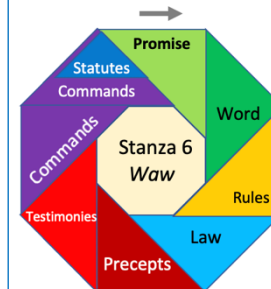 Promise
Word
Rules
Law
Precepts
Testimonies
Commands
Commands
Statutes
Stanza 6
Waw